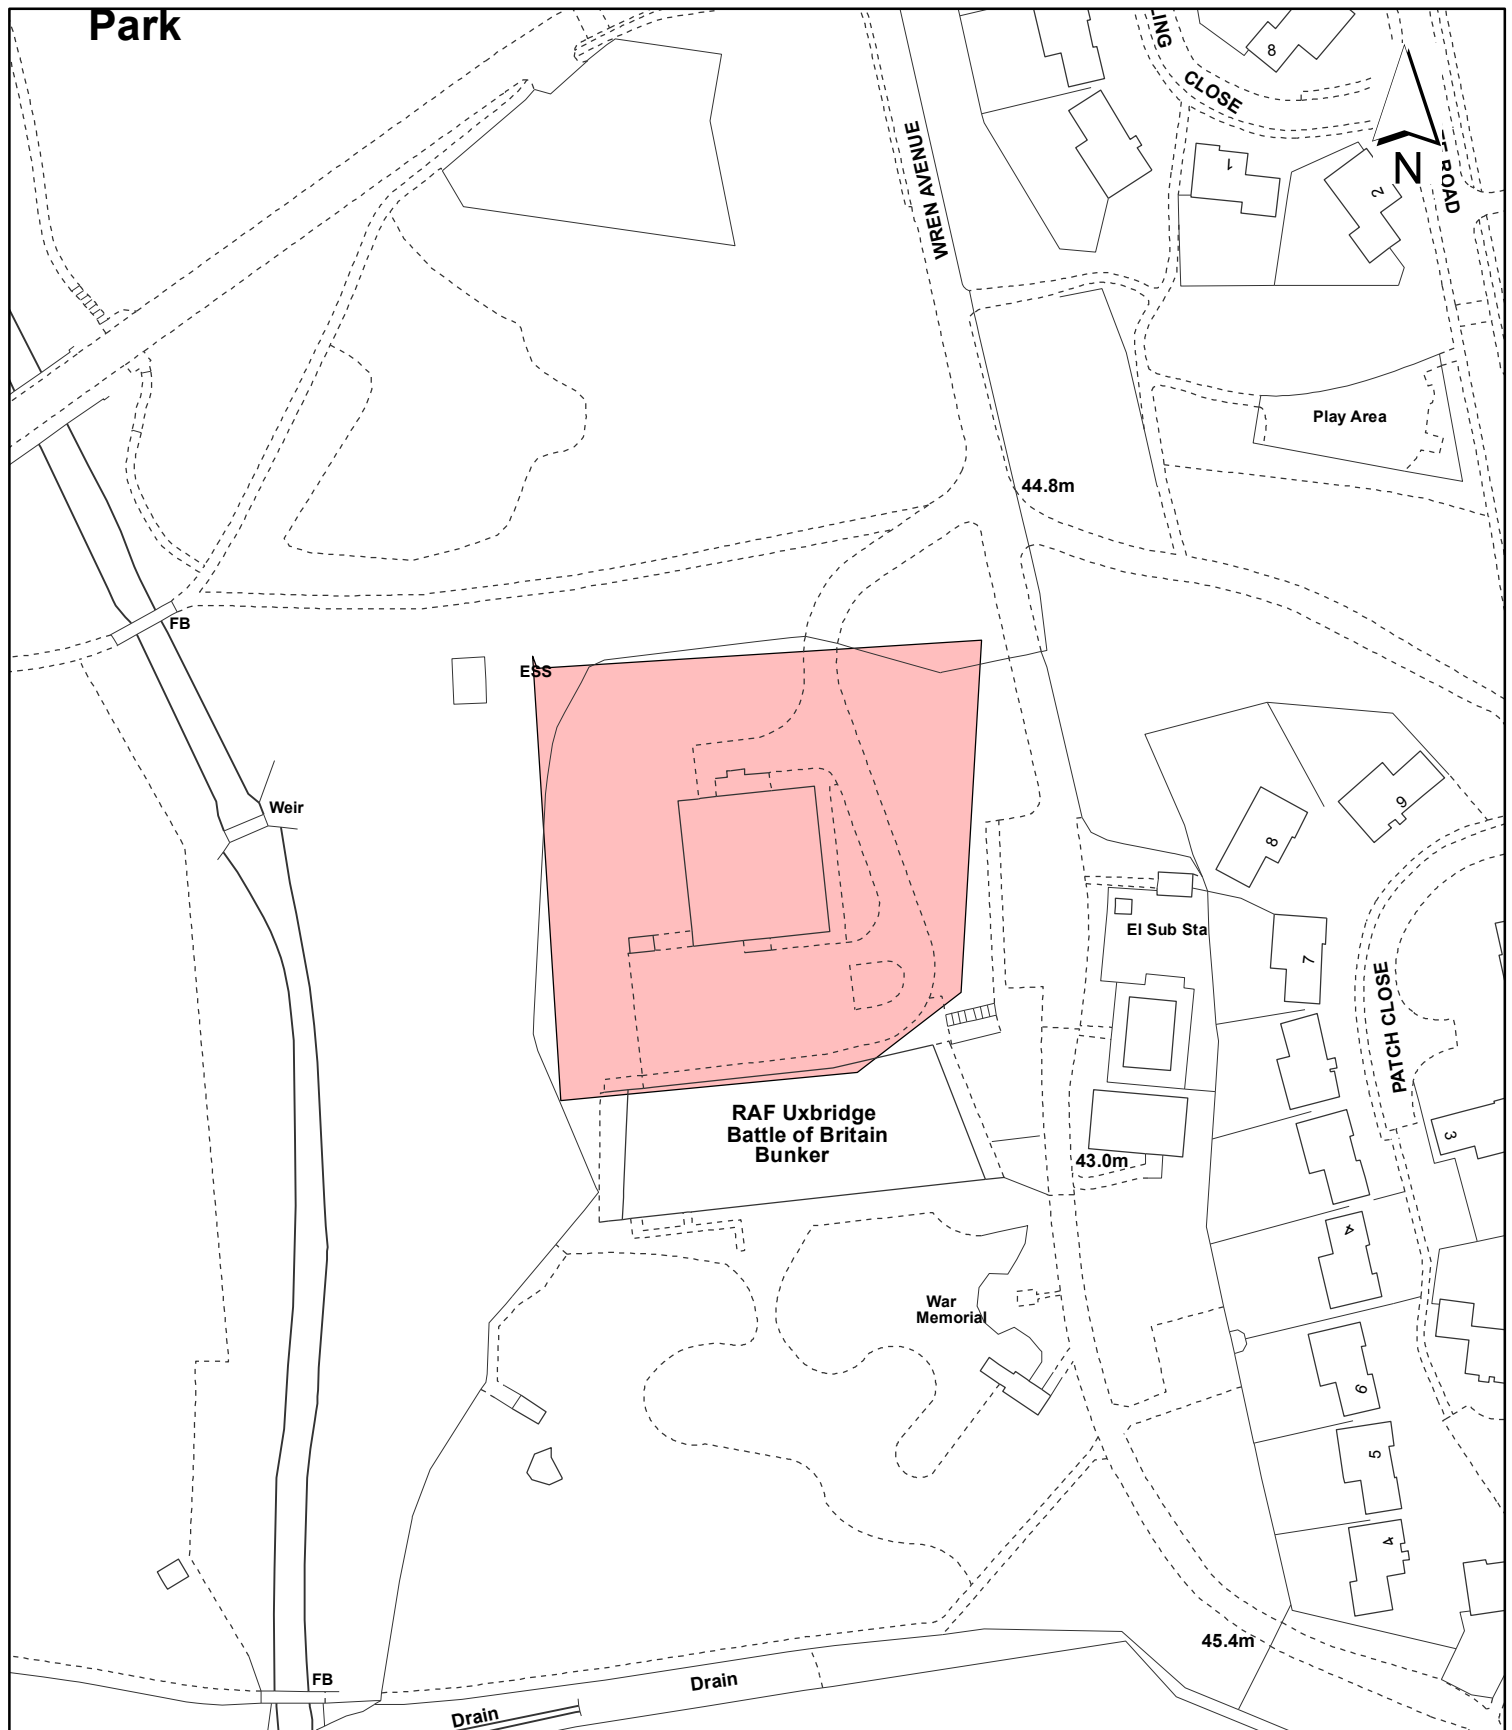 Park
LING
CLOSE
8
1
2
N
ROAD
WREN AVENUE
Play Area
44.8m
FB
ESS
Weir
9
8
El Sub Sta
7
PATCH CLOSE
RAF Uxbridge
Battle of Britain
Bunker
43.0m
3
4
War
Memorial
6
5
4
45.4m
FB
Drain
Drain